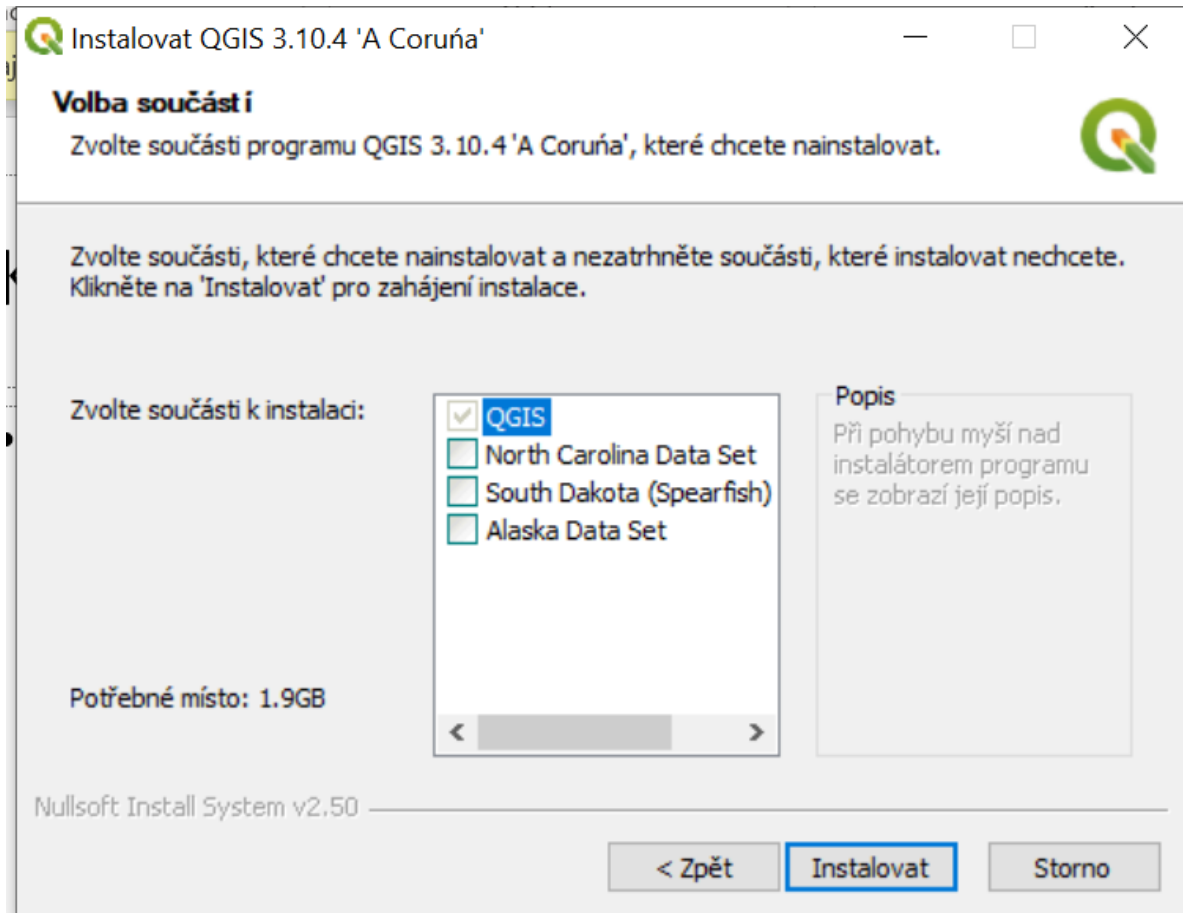 Instalovat QGIS 3.10.4 'A Coruńa'
Volba součástí
Zvolte součásti programu QGIS 3.10.4 'A Coruńa', které chcete nainstalovat.
Zvolte součásti, které chcete nainstalovat a nezatrhněte součásti, které instalovat nechcete.
Klikněte na 'Instalovat' pro zahájení instalace.
Zvolte součásti k instalaci:
QGIS
North Carolina Data Set
South Dakota (Spearfish)
Alaska Data Set
Popis
Při pohybu myší nad
instalátorem programu
se zobrazí její popis.
Potřebné místo: 1.9GB
Nullsoft Install System v2.50
< Zpět
Instalovat
Storno